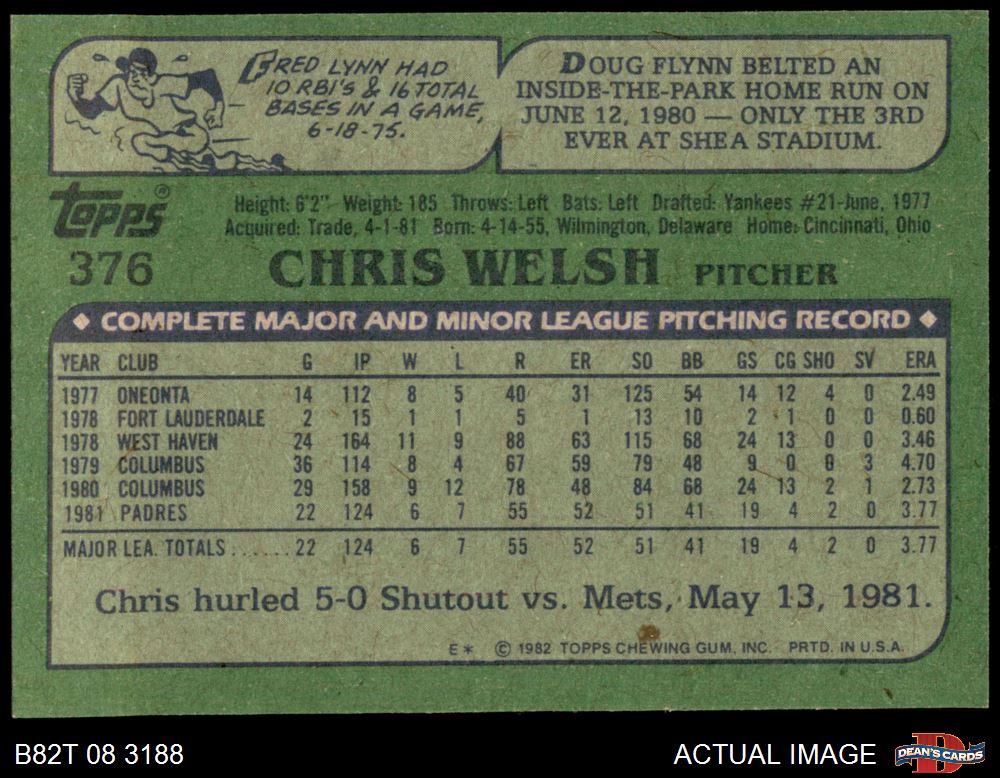 FRED LYNN HAD
10 RBI'S & 16 TOTAL
BASES IN A GAME,
6-18-75.
DOUG FLYNN BELTED AN
INSIDE-THE-PARK HOME RUN ON
JUNE 12, 1980 — ONLY THE 3RD
EVER AT SHEA STADIUM.
topps®
376
Height: 6'2" Weight: 185 Throws: Left Bats: Left Drafted: Yankees #21-June, 1977
Acquired: Trade, 4-1-81 Born: 4-14-55, Wilmington, Delaware Home: Cincinnati, Ohio
CHRIS WELSH PITCHER
◆ COMPLETE MAJOR AND MINOR LEAGUE PITCHING RECORD ◆
YEAR CLUB G IP W L R ER SO BB GS CG SHO SV ERA
1977 ONEONTA 14 112 8 5 40 31 125 54 14 12 4 0 2.49
1978 FORT LAUDERDALE 2 15 1 1 5 1 13 10 2 1 0 0 0.60
1978 WEST HAVEN 24 164 11 9 88 63 115 68 24 13 0 0 3.46
1979 COLUMBUS 36 114 8 4 67 59 79 48 9 0 0 3 4.70
1980 COLUMBUS 29 158 9 12 78 48 84 68 24 13 2 1 2.73
1981 PADRES 22 124 6 7 55 52 51 41 19 4 2 0 3.77
MAJOR LEA. TOTALS......22 124 6 7 55 52 51 41 19 4 2 0 3.77
Chris hurled 5-0 Shutout vs. Mets, May 13, 1981.
E* © 1982 TOPPS CHEWING GUM, INC. PRTD. IN U.S.A.
B82T 08 3188
ACTUAL IMAGE
DEAN'S CARDS